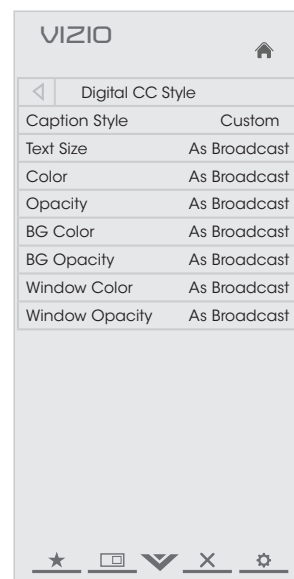 VIZIO
Digital CC Style
Caption Style Custom
Text Size As Broadcast
Color As Broadcast
Opacity As Broadcast
BG Color As Broadcast
BG Opacity As Broadcast
Window Color As Broadcast
Window Opacity As Broadcast